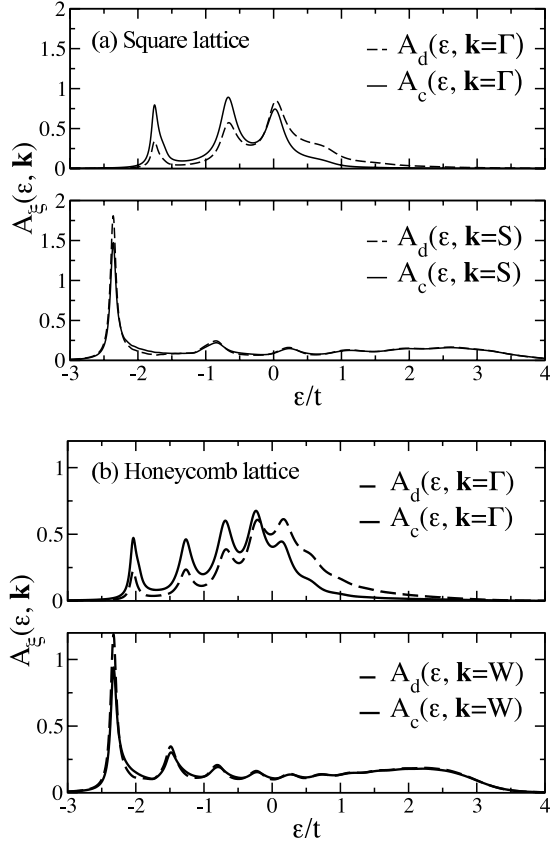 (a) Square lattice
A_d(ε, k=Γ)
A_c(ε, k=Γ)
2
1.5
1
0.5
0
A_d(ε, k=S)
A_c(ε, k=S)
2
1.5
1
0.5
0
A_ξ(ε, k)
-3 -2 -1 0 1 2 3 4
ε/t
(b) Honeycomb lattice
A_d(ε, k=Γ)
A_c(ε, k=Γ)
1
0.5
0
A_d(ε, k=W)
A_c(ε, k=W)
1
0.5
0
A_ξ(ε, k)
-3 -2 -1 0 1 2 3 4
ε/t